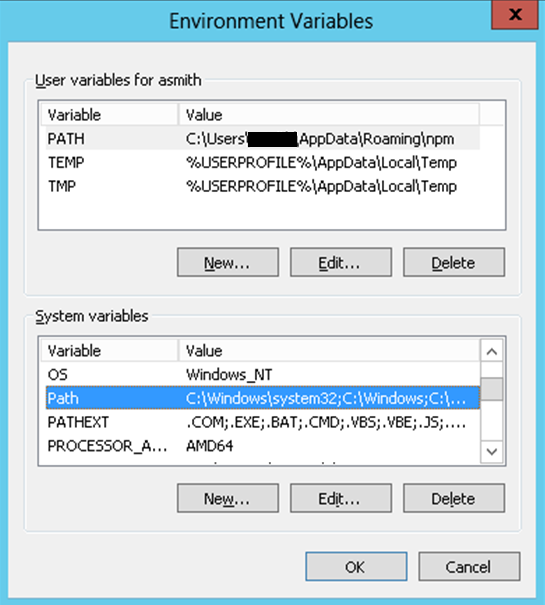 Environment Variables
x
User variables for asmith
Variable Value
PATH C:\Users\ \AppData\Roaming\npm
TEMP %USERPROFILE%\AppData\Local\Temp
TMP %USERPROFILE%\AppData\Local\Temp
New... Edit... Delete
System variables
Variable Value
OS Windows_NT
Path C:\Windows\system32;C:\Windows;C:\...
PATHEXT .COM;.EXE;.BAT;.CMD;.VBS;.VBE;.JS;....
PROCESSOR_A... AMD64
New... Edit... Delete
OK Cancel